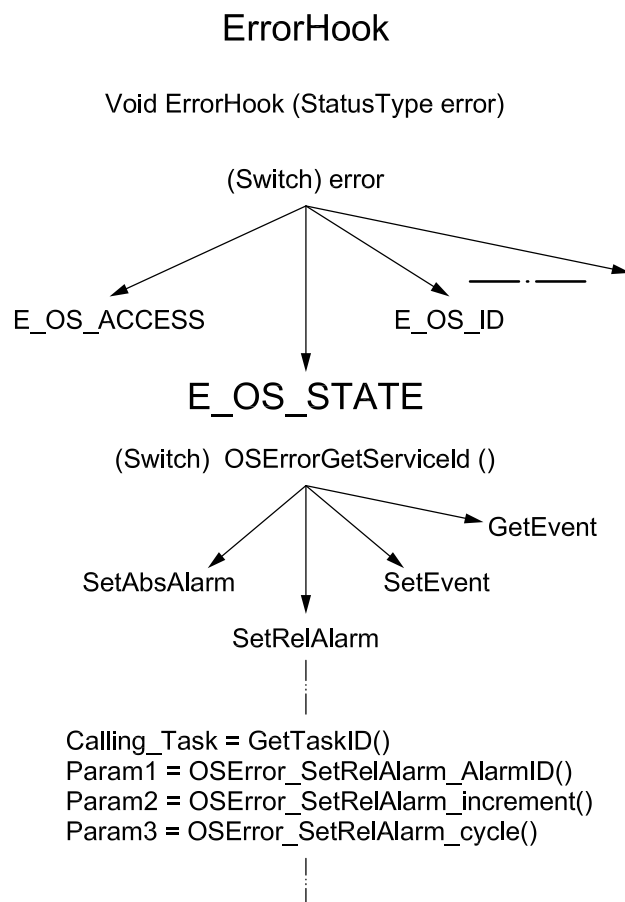 ErrorHook
Void ErrorHook (StatusType error)
(Switch) error
E_OS_ACCESS
E_OS_ID
E_OS_STATE
(Switch) OSErrorGetServiceId ()
GetEvent
SetAbsAlarm
SetEvent
SetRelAlarm
Calling_Task = GetTaskID()
Param1 = OSError_SetRelAlarm_AlarmID()
Param2 = OSError_SetRelAlarm_increment()
Param3 = OSError_SetRelAlarm_cycle()